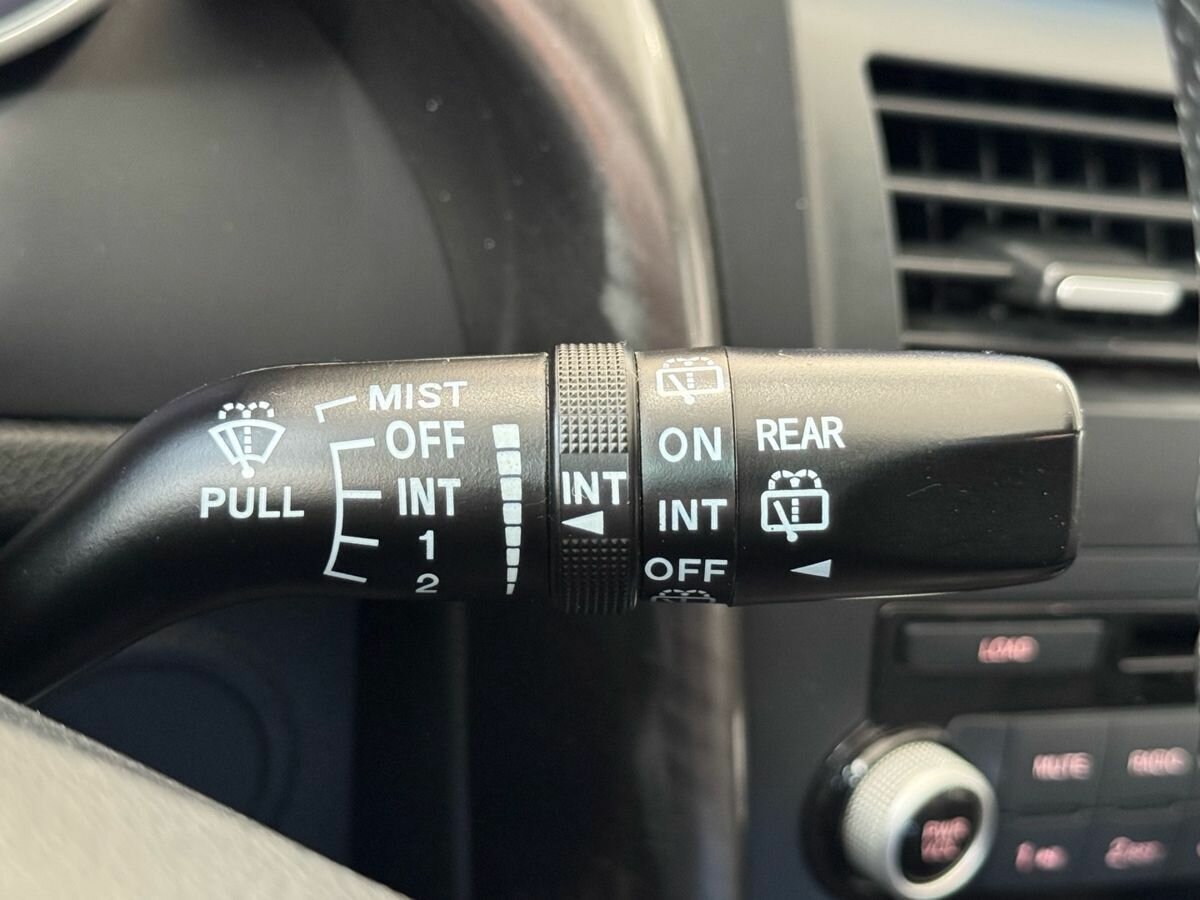 MIST
OFF
INT
1
2
PULL
INT
ON
INT
OFF
REAR
LOAD
MUTE